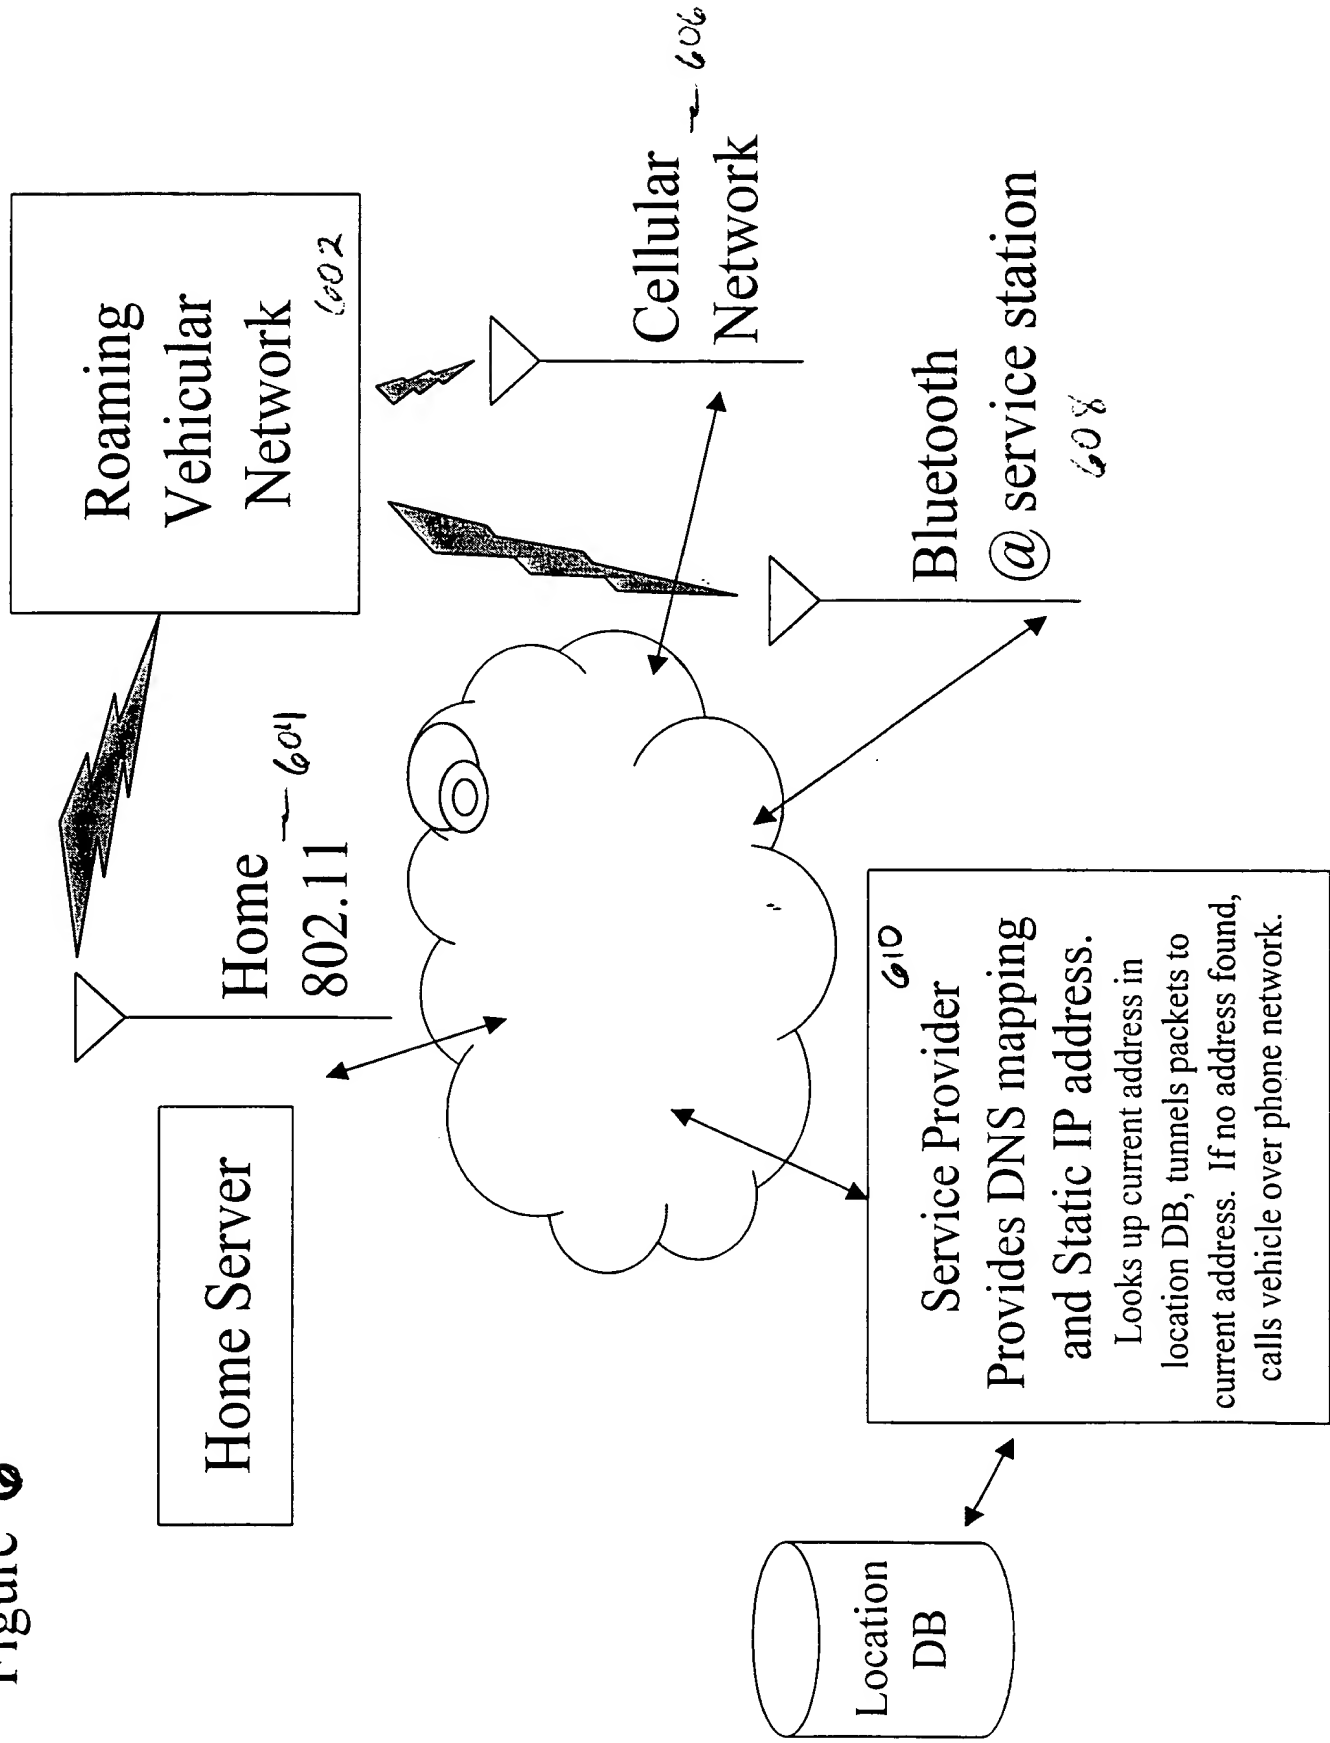 Figure 6
Home Server
Home
802.11
604
Roaming
Vehicular
Network
6002
Cellular
Network
606
Bluetooth
@ service station
608
610
Service Provider
Provides DNS mapping
and Static IP address.
Looks up current address in
location DB, tunnels packets to
current address. If no address found,
calls vehicle over phone network.
Location
DB